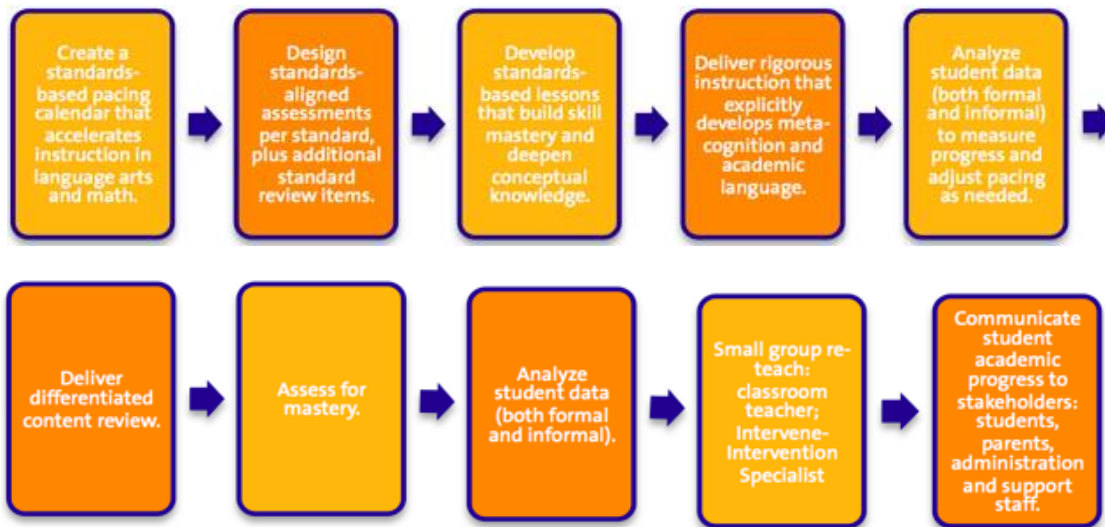 Create a
standards-
based pacing
calendar that
accelerates
instruction in
language arts
and math.
Design
standards-
aligned
assessments
per standard,
plus additional
standard
review items.
Develop
standards-
based lessons
that build skill
mastery and
deepen
conceptual
knowledge.
Deliver rigorous
instruction that
explicitly
develops meta-
cognition and
academic
language.
Analyze
student data
(both formal
and informal)
to measure
progress and
adjust pacing
as needed.
Deliver
differentiated
content review.
Assess for
mastery.
Analyze
student data
(both formal
and informal).
Small group re-
teach:
classroom
teacher;
Intervene-
Intervention
Specialist
Communicate
student
academic
progress to
stakeholders:
students,
parents,
administration
and support
staff.